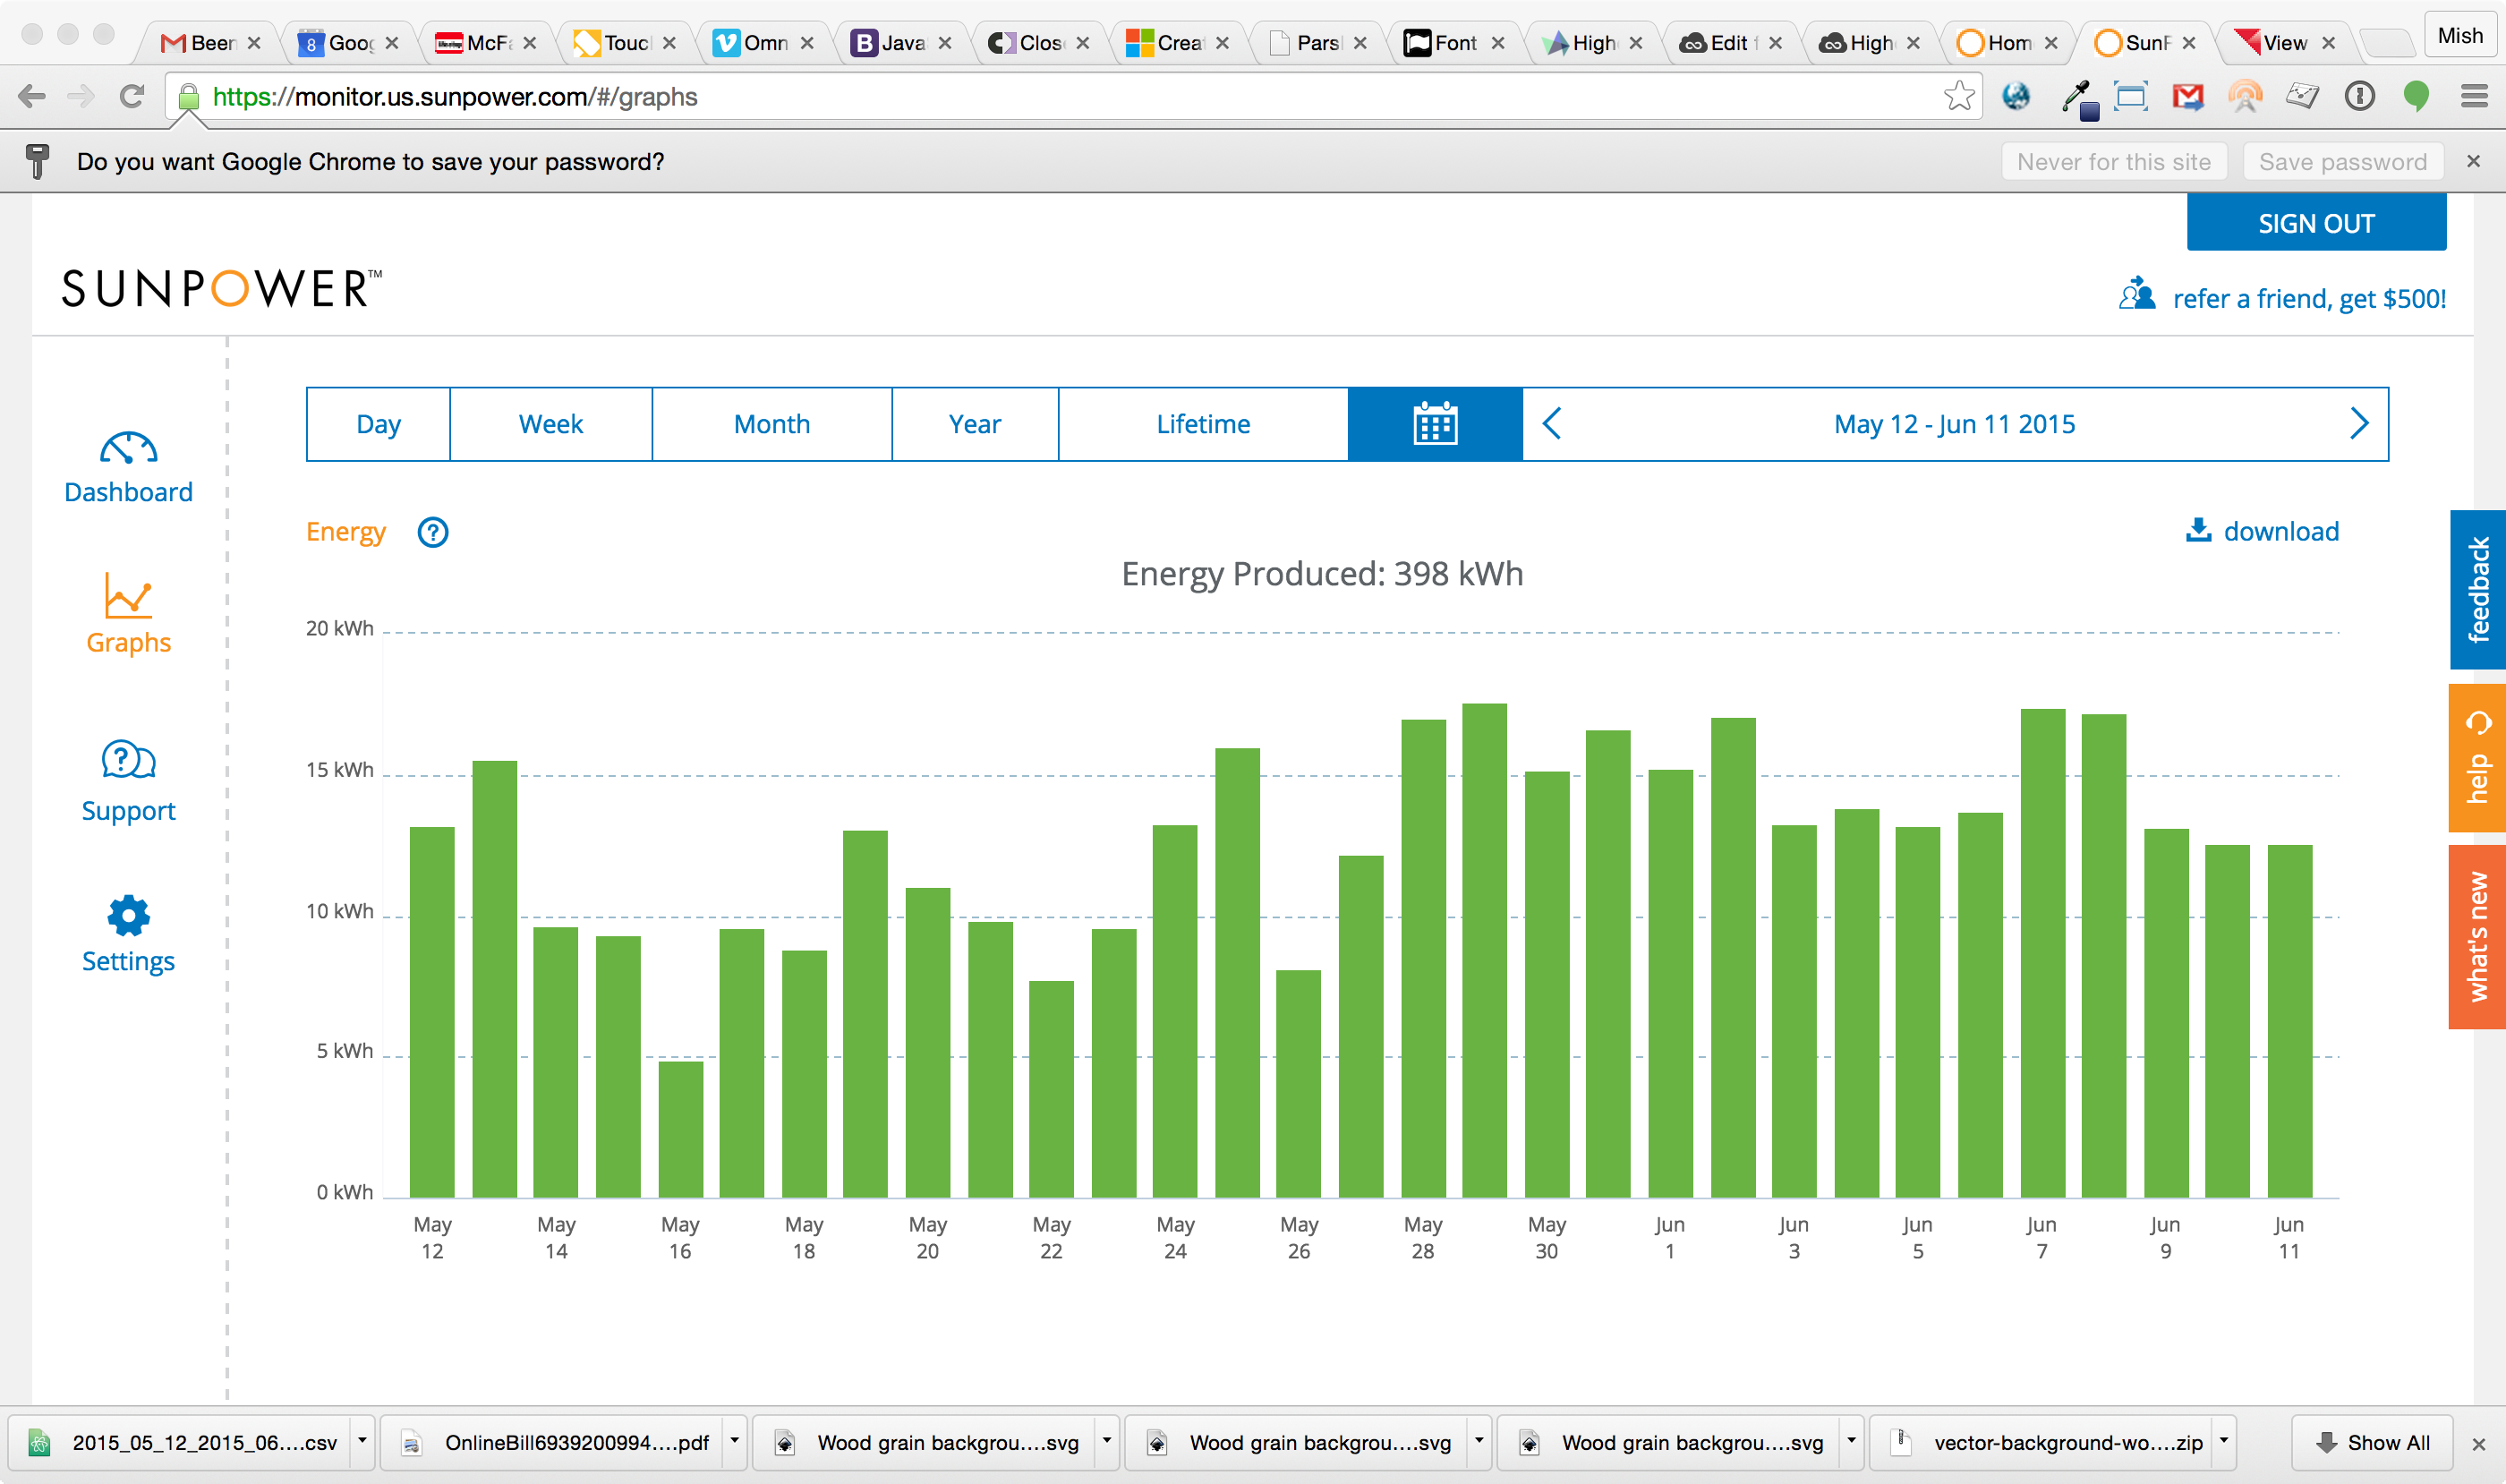 Been
Goog
McFa
Touc
Omn
Java
Clos
Crea
Pars
Font
High
Edit f
High
Hom
SunP
View
Mish
https://monitor.us.sunpower.com/#/graphs
Do you want Google Chrome to save your password?
Never for this site
Save password
SIGN OUT
SUNPOWER™
refer a friend, get $500!
Day
Week
Month
Year
Lifetime
May 12 - Jun 11 2015
Dashboard
Graphs
Support
Settings
Energy
download
Energy Produced: 398 kWh
20 kWh
15 kWh
10 kWh
5 kWh
0 kWh
May 12
May 14
May 16
May 18
May 20
May 22
May 24
May 26
May 28
May 30
Jun 1
Jun 3
Jun 5
Jun 7
Jun 9
Jun 11
feedback
help
what's new
2015_05_12_2015_06....csv
OnlineBill6939200994....pdf
Wood grain backgrou....svg
Wood grain backgrou....svg
Wood grain backgrou....svg
vector-background-wo....zip
Show All